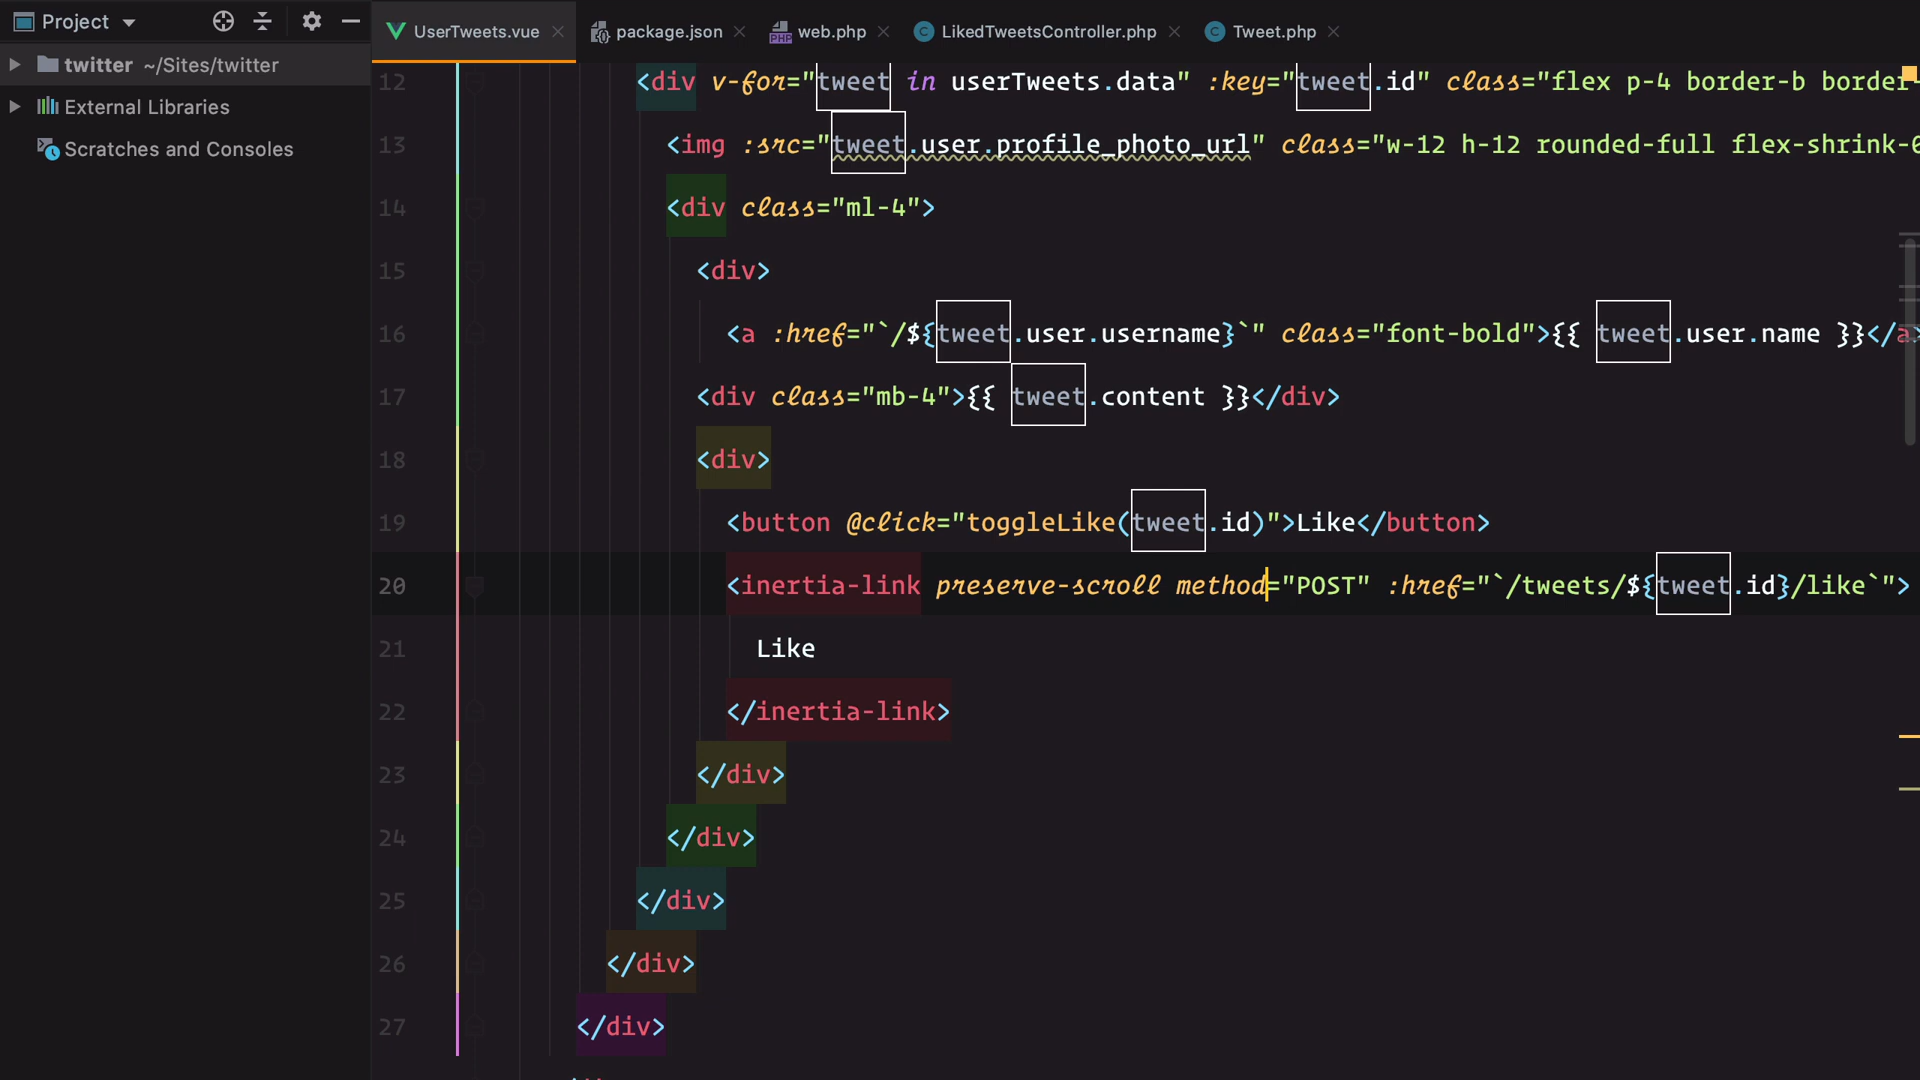 Project
UserTweets.vue
package.json
web.php
LikedTweetsController.php
Tweet.php
twitter ~/Sites/twitter
External Libraries
Scratches and Consoles
12 <div v-for="tweet in userTweets.data" :key="tweet.id" class="flex p-4 border-b border-
13 <img :src="tweet.user.profile_photo_url" class="w-12 h-12 rounded-full flex-shrink-0
14 <div class="ml-4">
15 <div>
16 <a :href="`/${tweet.user.username}`" class="font-bold">{{ tweet.user.name }}</a>
17 <div class="mb-4">{{ tweet.content }}</div>
18 <div>
19 <button @click="toggleLike(tweet.id)">Like</button>
20 <inertia-link preserve-scroll method="POST" :href="`/tweets/${tweet.id}/like`">
21 Like
22 </inertia-link>
23 </div>
24 </div>
25 </div>
26 </div>
27 </div>